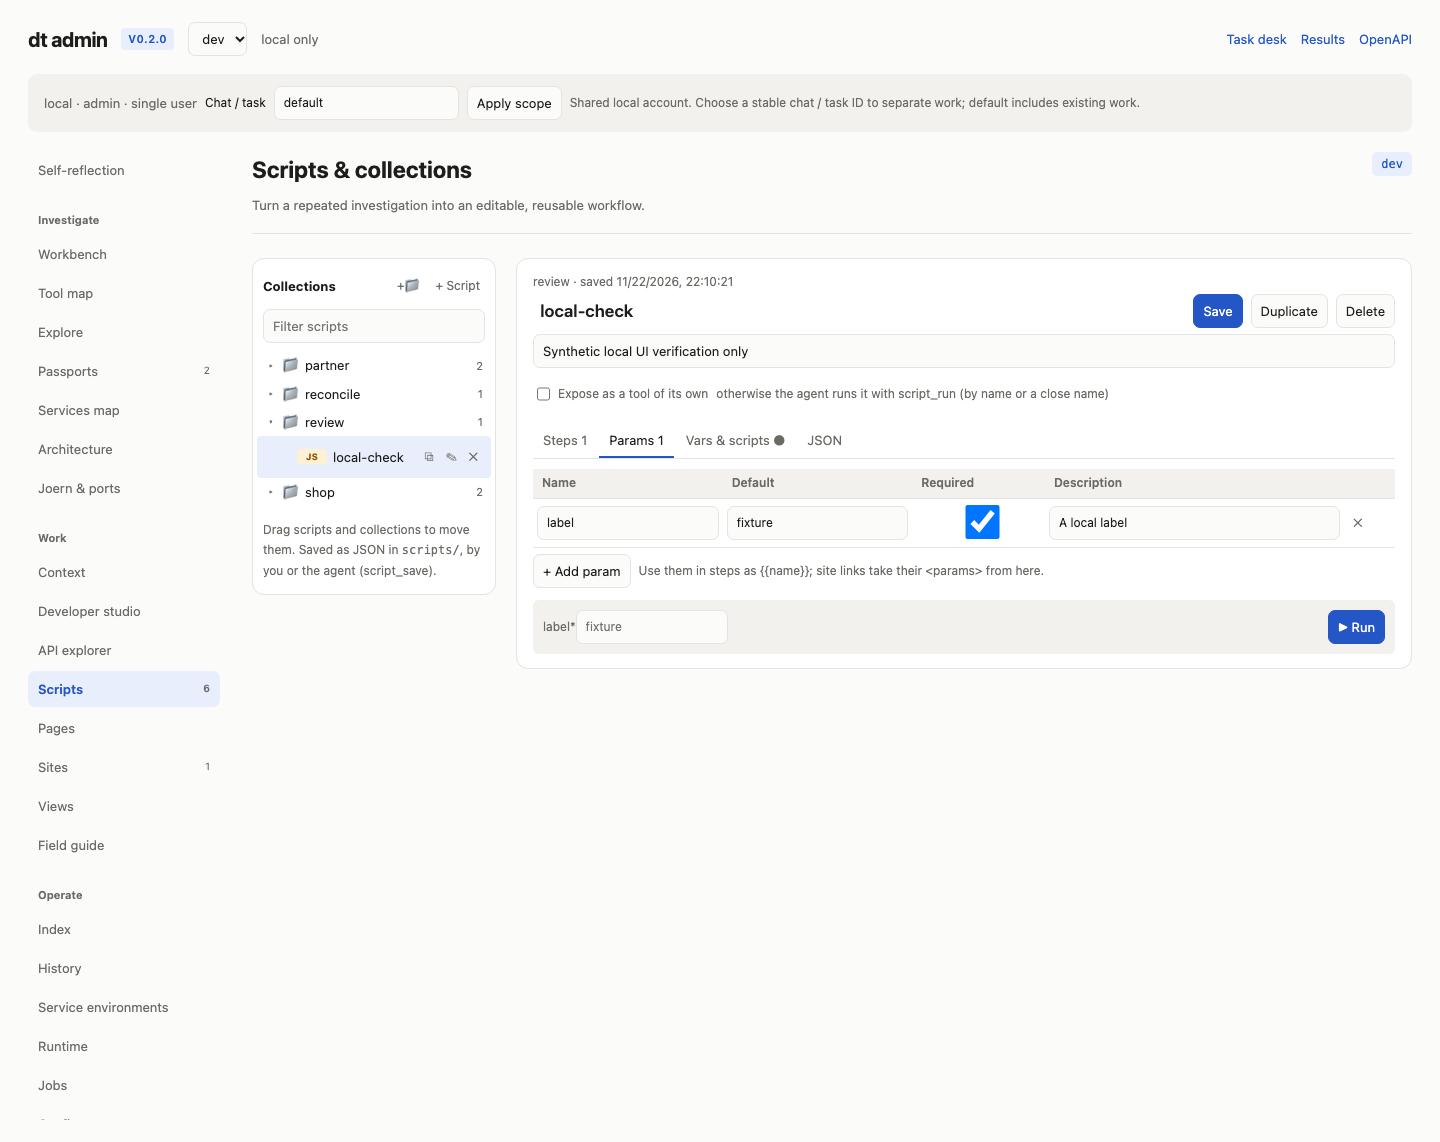 dt admin V0.2.0 dev local only Task desk Results OpenAPI
local · admin · single user Chat / task default Apply scope Shared local account. Choose a stable chat / task ID to separate work; default includes existing work.
Self-reflection
Investigate
Workbench
Tool map
Explore
Passports 2
Services map
Architecture
Joern & ports
Work
Context
Developer studio
API explorer
Scripts 6
Pages
Sites 1
Views
Field guide
Operate
Index
History
Service environments
Runtime
Jobs
Scripts & collections dev
Turn a repeated investigation into an editable, reusable workflow.
Collections + + Script
Filter scripts
partner 2
reconcile 1
review 1
JS local-check
shop 2
Drag scripts and collections to move
them. Saved as JSON in scripts/, by
you or the agent (script_save).
review · saved 11/22/2026, 22:10:21
local-check Save Duplicate Delete
Synthetic local UI verification only
Expose as a tool of its own otherwise the agent runs it with script_run (by name or a close name)
Steps 1 Params 1 Vars & scripts JSON
Name Default Required Description
label fixture A local label
+ Add param Use them in steps as {{name}}; site links take their <params> from here.
label* fixture Run